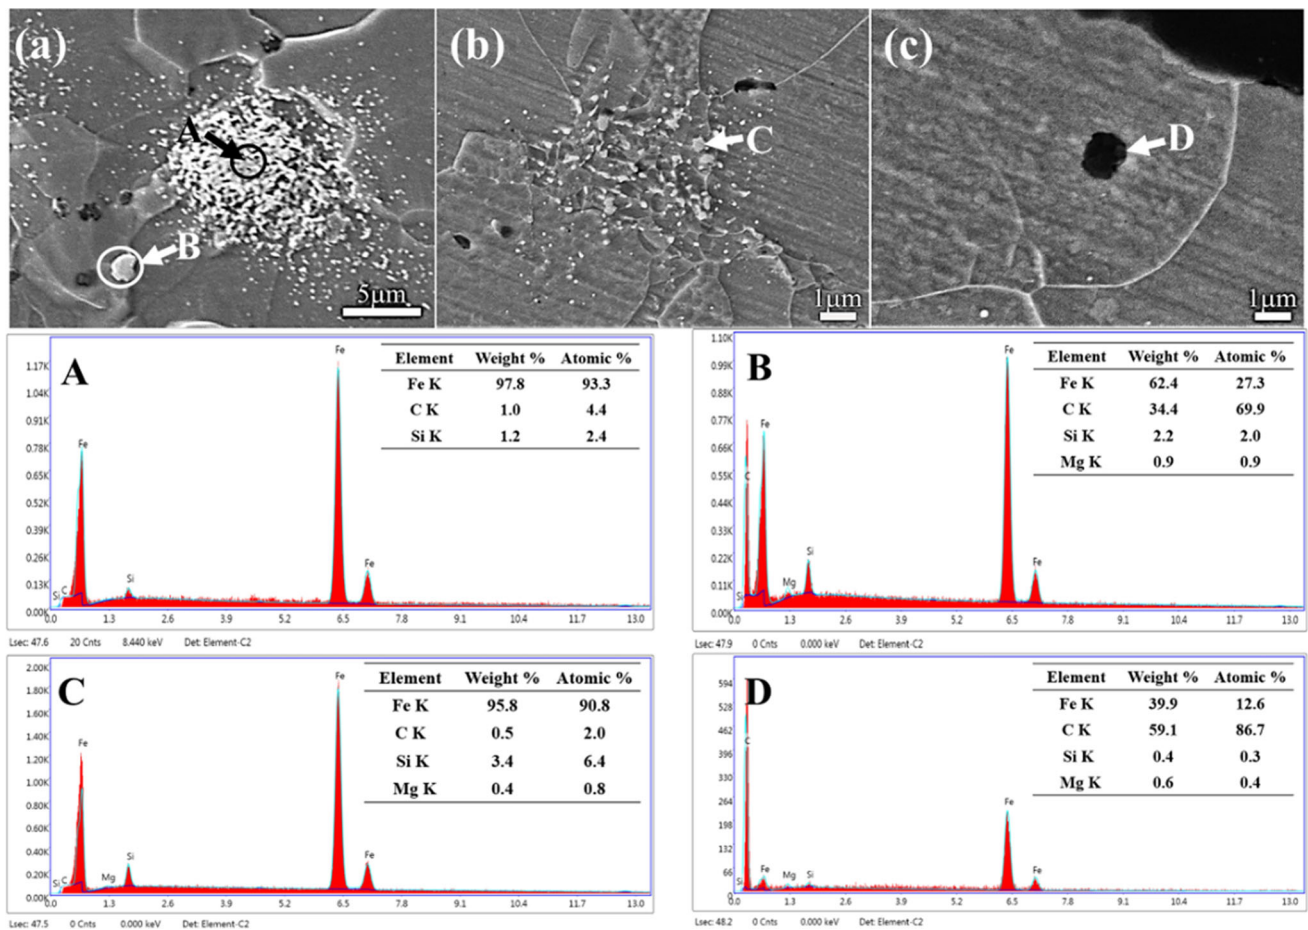 (a)
(b)
(c)
A
B
C
D
5μm
1μm
1μm
A
Element Weight % Atomic %
Fe K 97.8 93.3
C K 1.0 4.4
Si K 1.2 2.4
1.17K
1.04K
0.91K
0.78K
0.65K
0.52K
0.39K
0.26K
0.13K
0.00K
Fe
Fe
Fe
Si
C
Si
0.0 1.3 2.6 3.9 5.2 6.5 7.8 9.1 10.4 11.7 13.0
Lsec: 47.6 20 Cnts 8.440 keV Det: Element-C2
B
Element Weight % Atomic %
Fe K 62.4 27.3
C K 34.4 69.9
Si K 2.2 2.0
Mg K 0.9 0.9
1.10K
0.99K
0.88K
0.77K
0.66K
0.55K
0.44K
0.33K
0.22K
0.11K
0.00K
Fe
Fe
C
Si
Mg
Fe
Si
0.0 1.3 2.6 3.9 5.2 6.5 7.8 9.1 10.4 11.7 13.0
Lsec: 47.9 0 Cnts 0.000 keV Det: Element-C2
C
Element Weight % Atomic %
Fe K 95.8 90.8
C K 0.5 2.0
Si K 3.4 6.4
Mg K 0.4 0.8
2.00K
1.80K
1.60K
1.40K
1.20K
1.00K
0.80K
0.60K
0.40K
0.20K
0.00K
Fe
Fe
Si
Fe
Mg
C
Si
0.0 1.3 2.6 3.9 5.2 6.5 7.8 9.1 10.4 11.7 13.0
Lsec: 47.5 0 Cnts 0.000 keV Det: Element-C2
D
Element Weight % Atomic %
Fe K 39.9 12.6
C K 59.1 86.7
Si K 0.4 0.3
Mg K 0.6 0.4
594
528
462
396
330
264
198
132
66
0
C
Fe
Fe
Mg
Si
Fe
Si
0.0 1.3 2.6 3.9 5.2 6.5 7.8 9.1 10.4 11.7 13.0
Lsec: 48.2 0 Cnts 0.000 keV Det: Element-C2